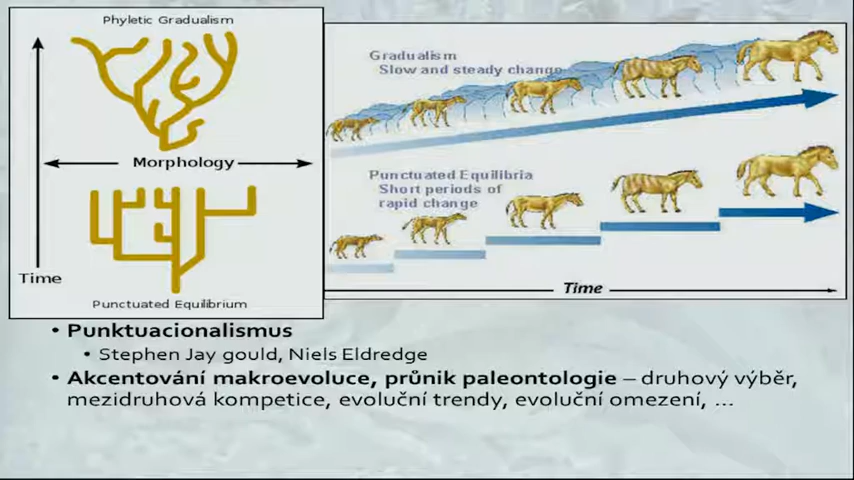 Phyletic Gradualism
Morphology
Time
Punctuated Equilibrium
Gradualism
Slow and steady change
Punctuated Equilibria
Short periods of
rapid change
Time
• Punktuacionalismus
• Stephen Jay gould, Niels Eldredge
• Akcentování makroevoluce, průnik paleontologie – druhový výběr,
mezidruhová kompetice, evoluční trendy, evoluční omezení, ...